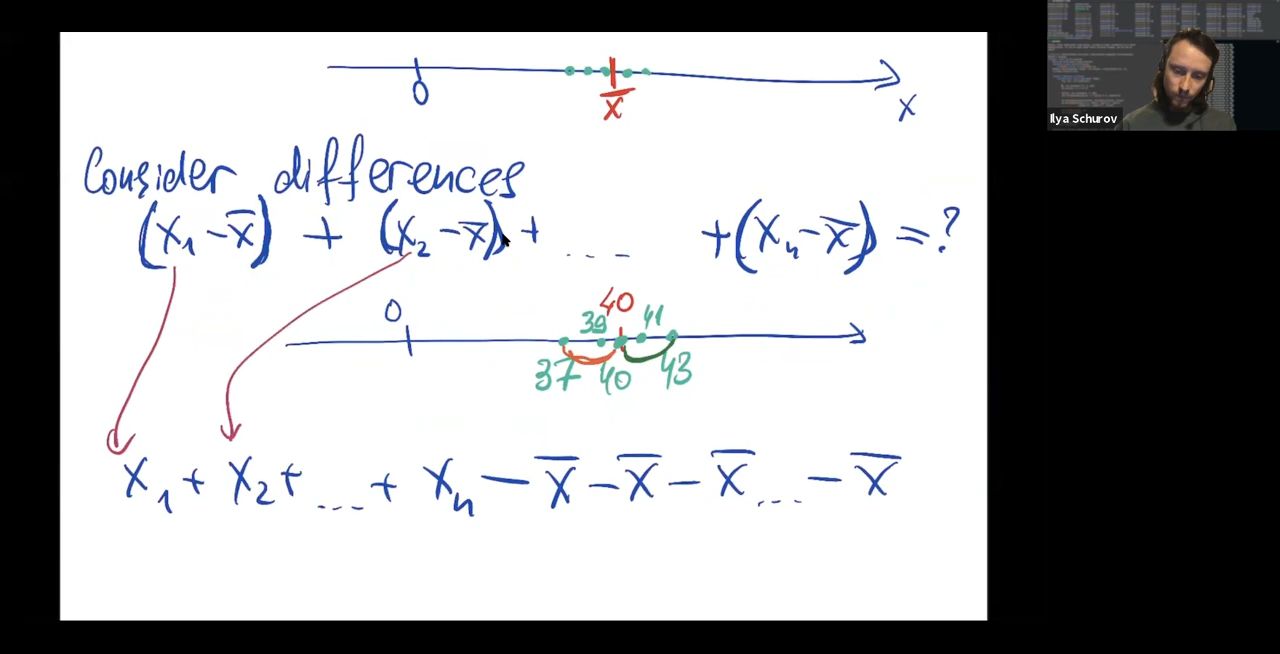 Ilya Schurov
0 x̅ x
Consider differences
(x₁ − x̅) + (x₂ − x̅) + ... + (xₙ − x̅) = ?
0 39 40 41
37 40 43
x₁ + x₂ + ... + xₙ − x̅ − x̅ − x̅ ... − x̅